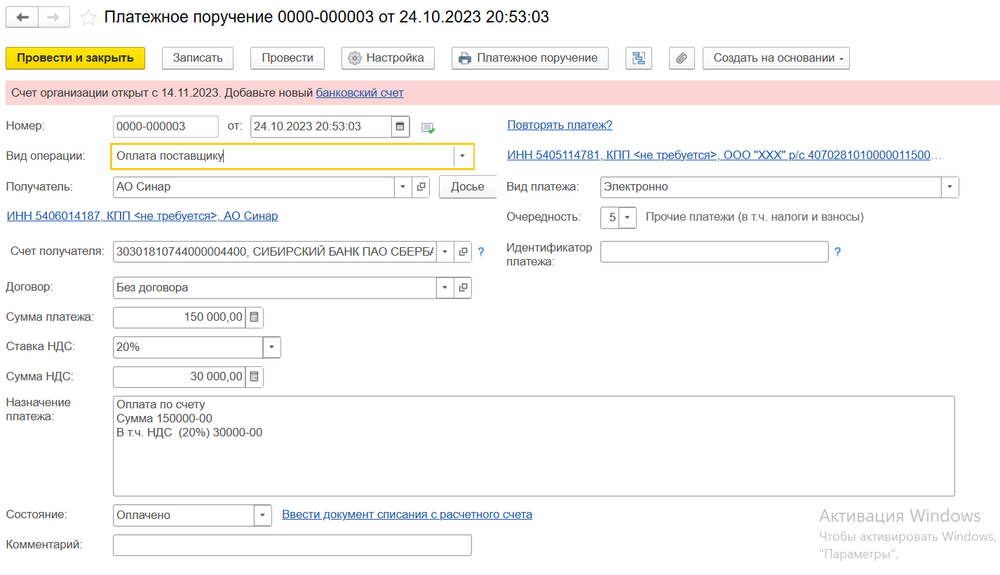 Платежное поручение 0000-000003 от 24.10.2023 20:53:03
Провести и закрыть Записать Провести Настройка Платежное поручение Создать на основании
Счет организации открыт с 14.11.2023. Добавьте новый банковский счет
Номер: 0000-000003 от: 24.10.2023 20:53:03 Повторять платеж?
Вид операции: Оплата поставщику ИНН 5405114781, КПП <не требуется>, ООО "XXX" р/с 4070281010000011500...
Получатель: АО Синар Досье Вид платежа: Электронно
ИНН 5406014187, КПП <не требуется>, АО Синар Очередность: 5 Прочие платежи (в т.ч. налоги и взносы)
Счет получателя: 30301810744000004400, СИБИРСКИЙ БАНК ПАО СБЕРБА ? Идентификатор
платежа: ?
Договор: Без договора
Сумма платежа: 150 000,00
Ставка НДС: 20%
Сумма НДС: 30 000,00
Назначение
платежа:
Оплата по счету
Сумма 150000-00
В т.ч. НДС  (20%) 30000-00
Состояние: Оплачено Ввести документ списания с расчетного счета
Комментарий:
Активация Windows
Чтобы активировать Windows,
"Параметры".